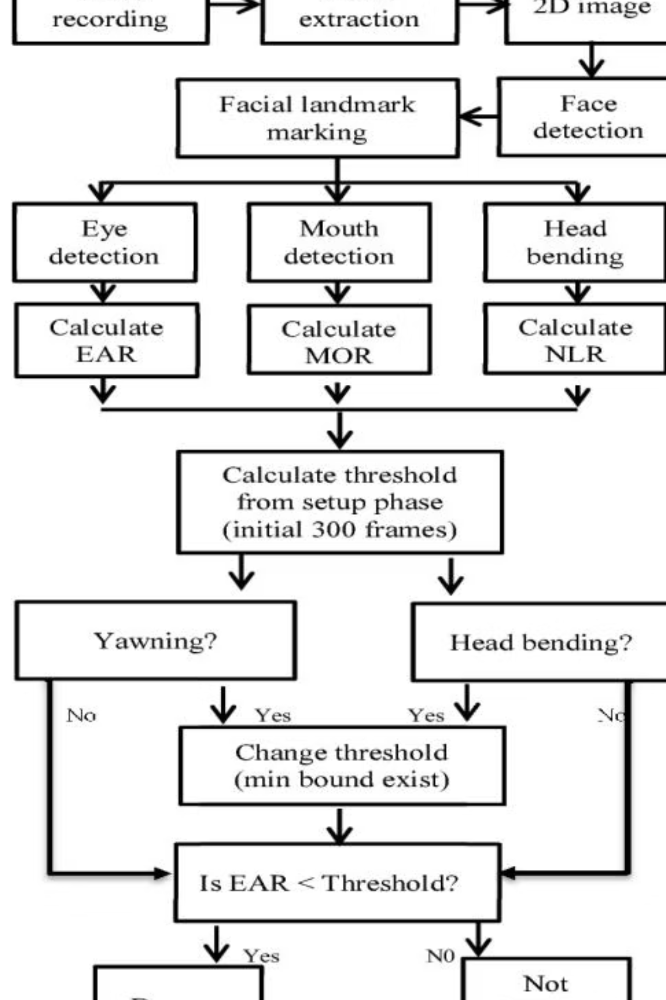 recording
extraction
2D image
Facial landmark
marking
Face
detection
Eye
detection
Mouth
detection
Head
bending
Calculate
EAR
Calculate
MOR
Calculate
NLR
Calculate threshold
from setup phase
(initial 300 frames)
Yawning?
Head bending?
No
Yes
Yes
No
Change threshold
(min bound exist)
Is EAR < Threshold?
Yes
N0
Not